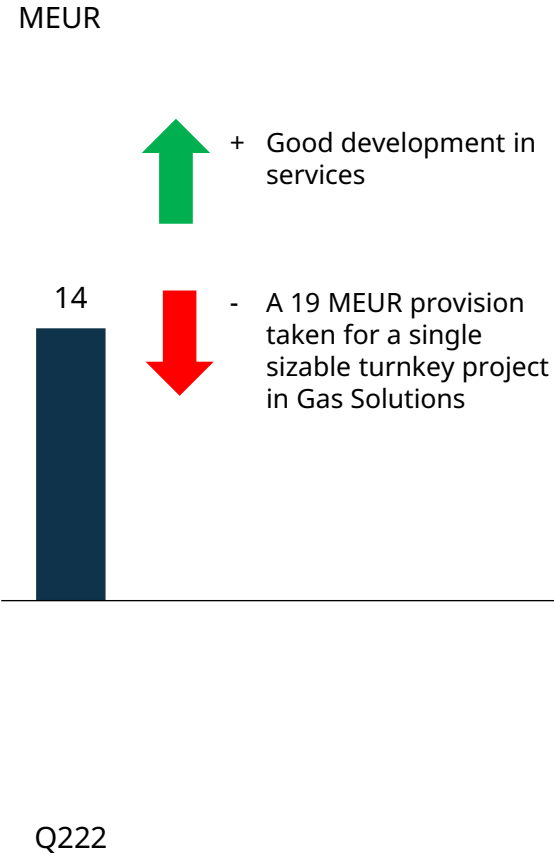 MEUR
+ Good development in
services
14
- A 19 MEUR provision
taken for a single
sizable turnkey project
in Gas Solutions
Q222